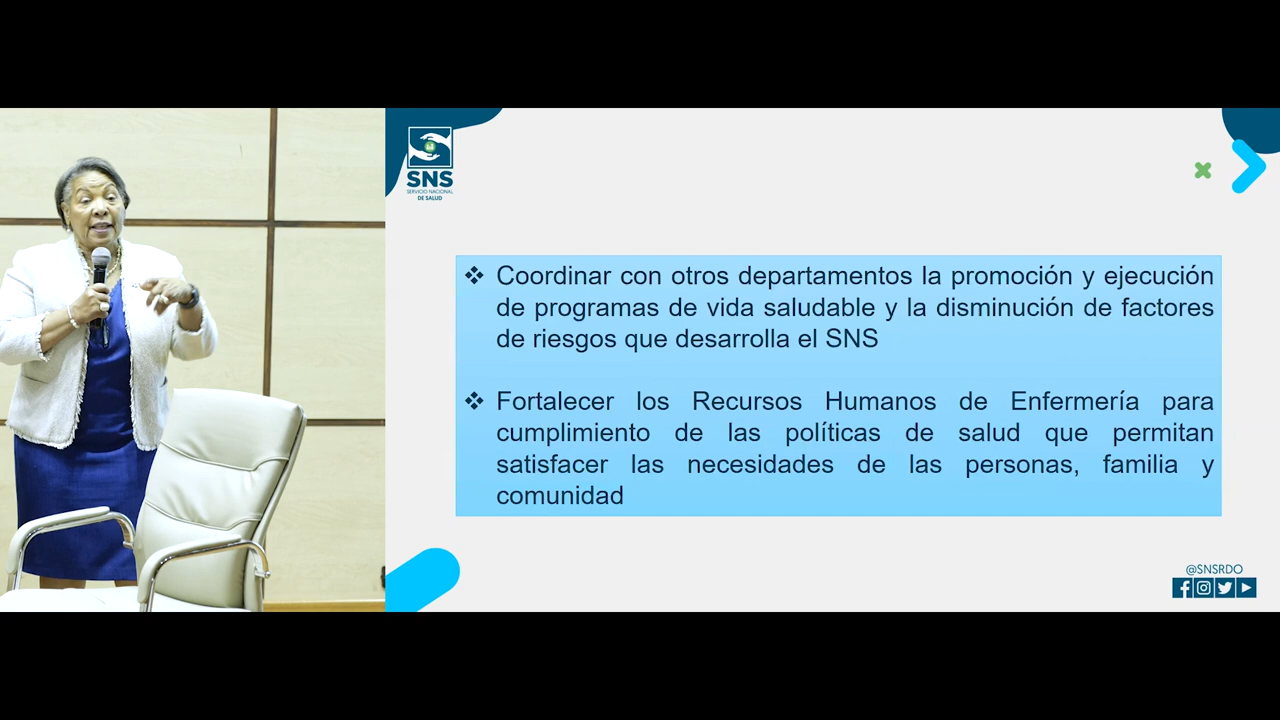 SNS
SERVICIO NACIONAL
DE SALUD
❖ Coordinar con otros departamentos la promoción y ejecución
de programas de vida saludable y la disminución de factores
de riesgos que desarrolla el SNS
❖ Fortalecer los Recursos Humanos de Enfermería para
cumplimiento de las políticas de salud que permitan
satisfacer las necesidades de las personas, familia y
comunidad
@SNSRDO